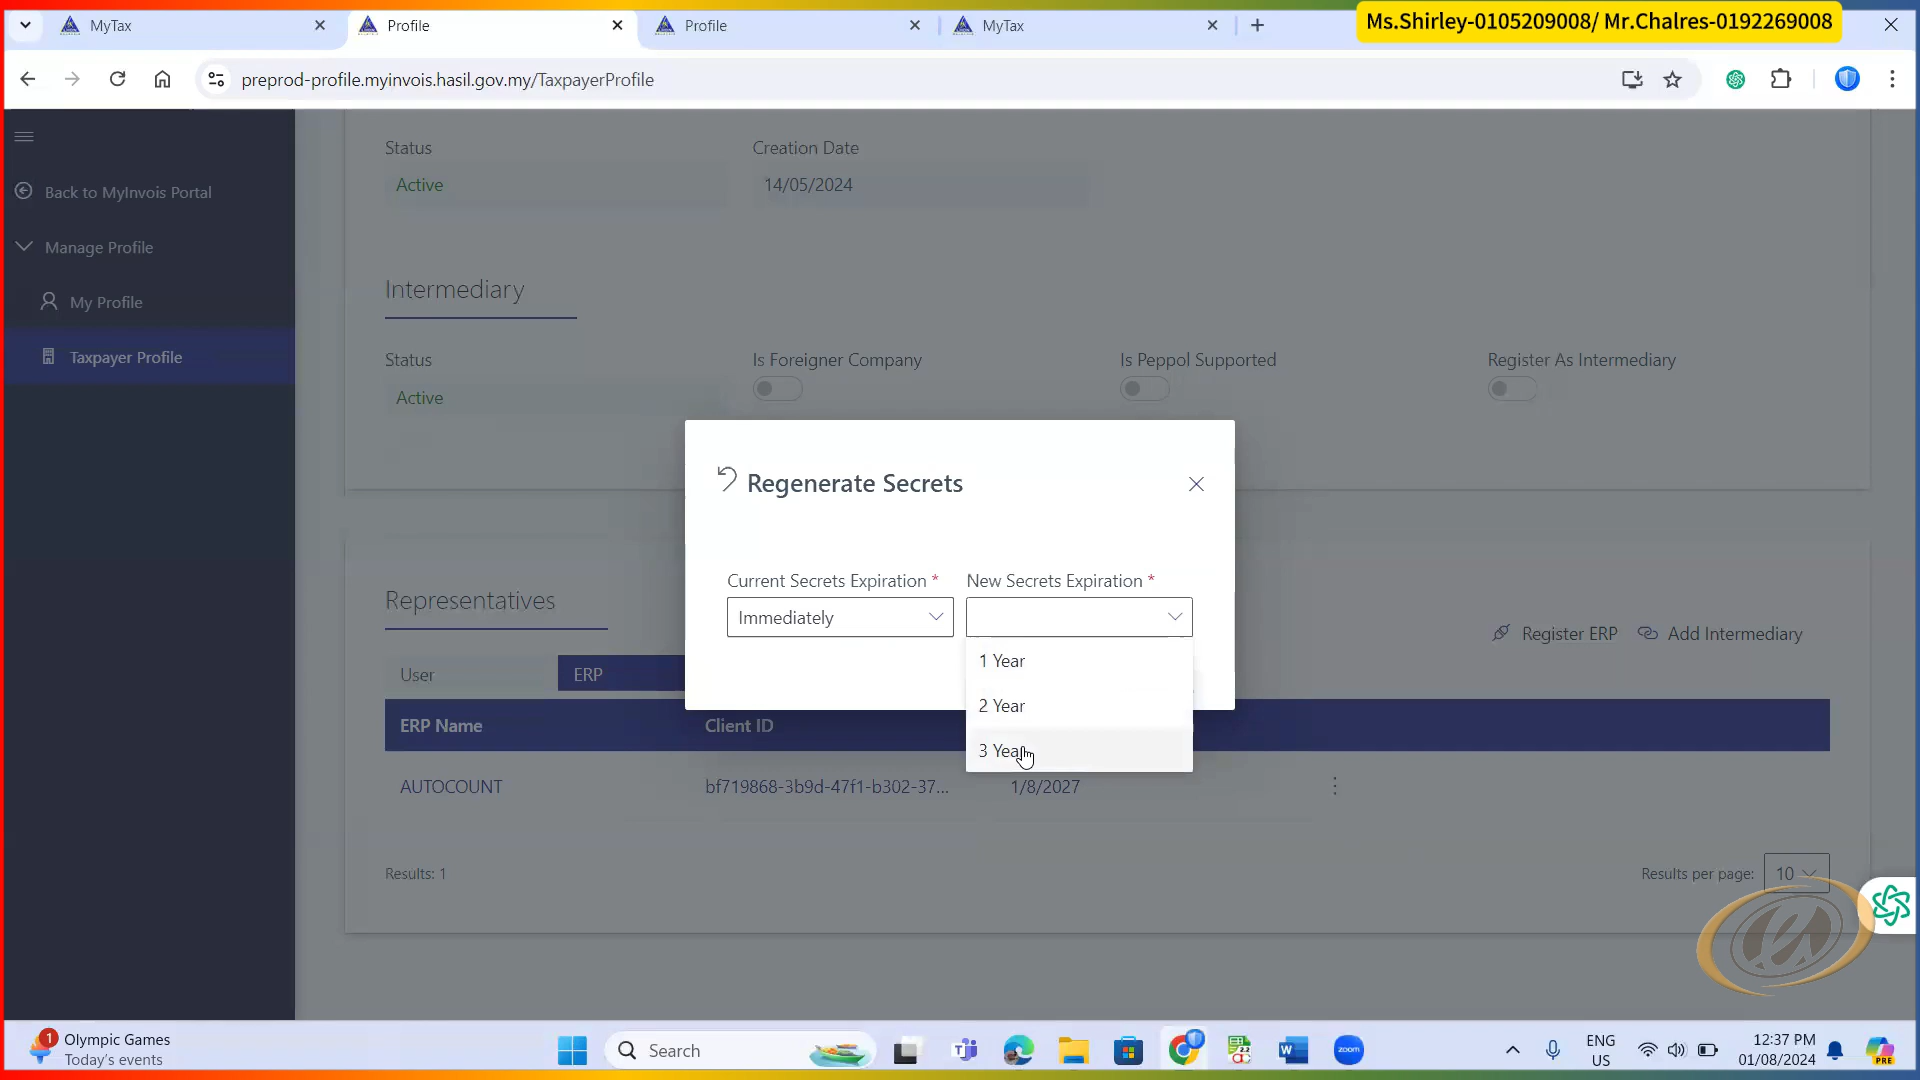 MyTax
Profile
Profile
MyTax
Ms.Shirley-0105209008/ Mr.Chalres-0192269008
preprod-profile.myinvois.hasil.gov.my/TaxpayerProfile
Back to MyInvois Portal
Manage Profile
My Profile
Taxpayer Profile
Status
Creation Date
Active
14/05/2024
Intermediary
Status
Is Foreigner Company
Is Peppol Supported
Register As Intermediary
Active
Regenerate Secrets
Current Secrets Expiration *
New Secrets Expiration *
Immediately
1 Year
2 Year
3 Year
Representatives
Register ERP
Add Intermediary
User
ERP
ERP Name
Client ID
AUTOCOUNT
bf719868-3b9d-47f1-b302-37...
1/8/2027
Results: 1
Results per page:
10
1
Olympic Games
Today's events
Search
zoom
ENG
US
12:37 PM
01/08/2024
PRE